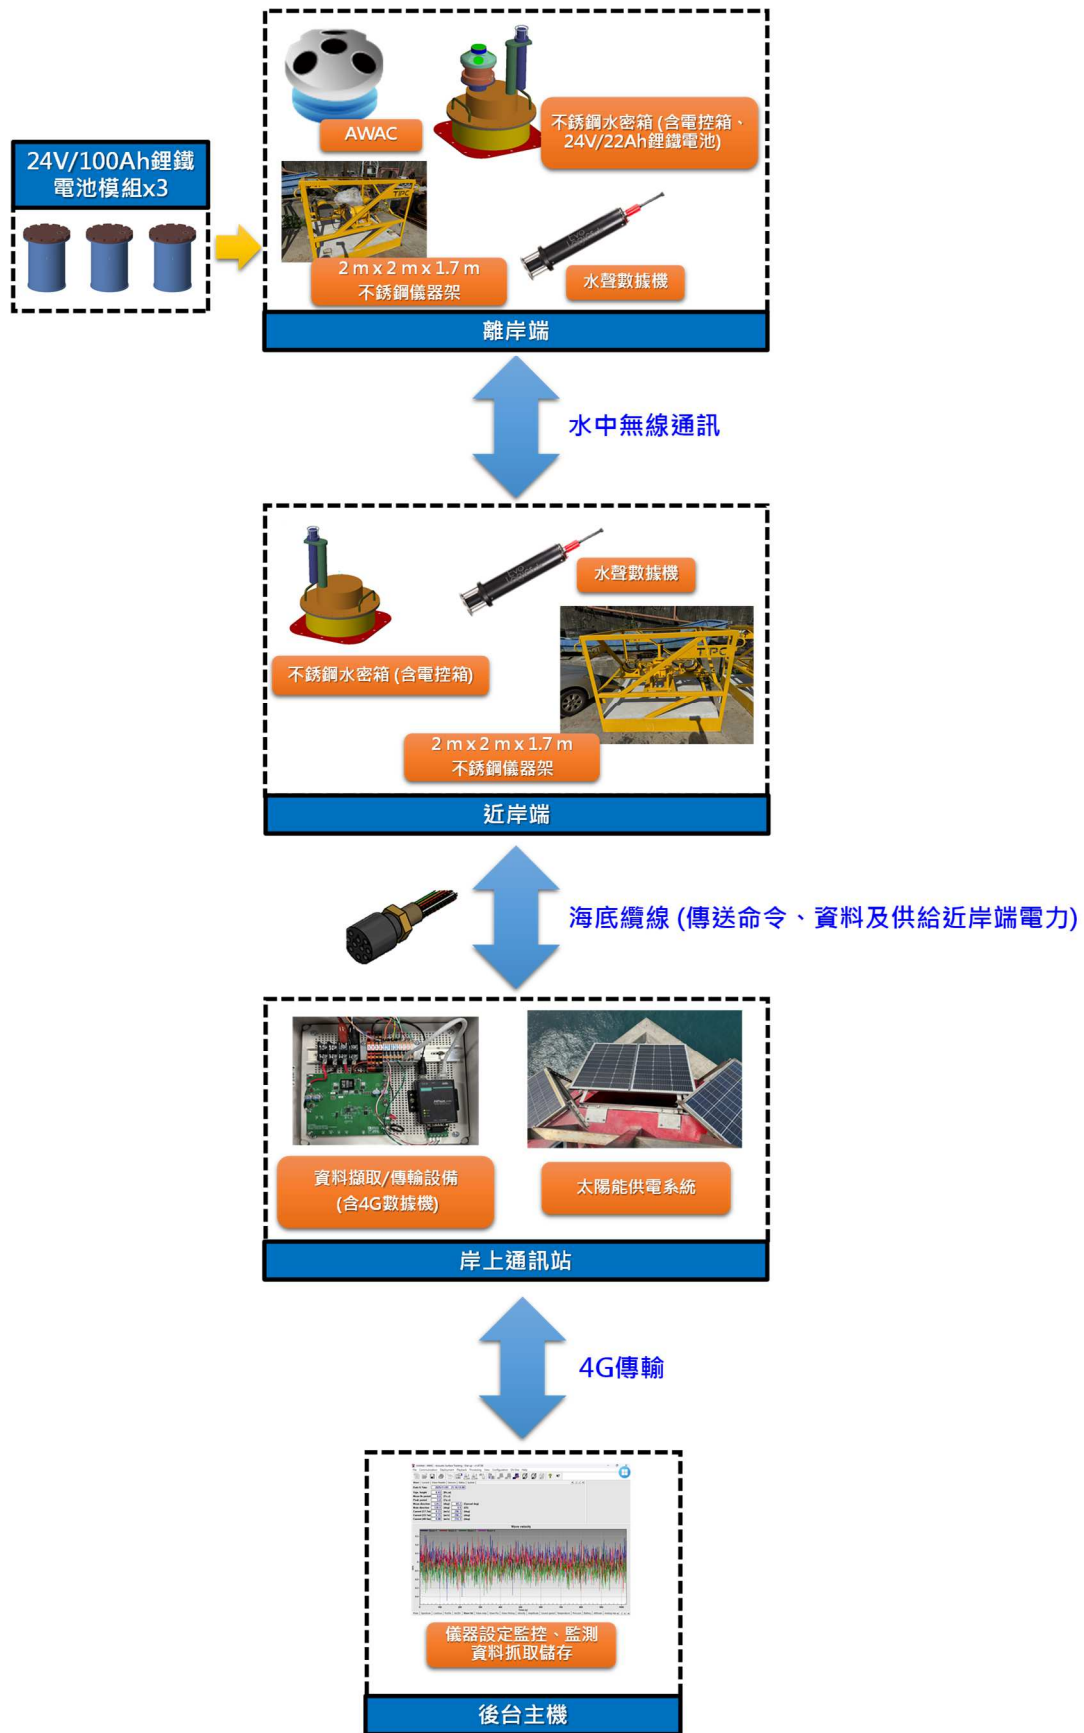 24V/100Ah鋰鐵
電池模組x3
AWAC
不銹鋼水密箱 (含電控箱、
24V/22Ah鋰鐵電池)
TPC
2 m x 2 m x 1.7 m
不銹鋼儀器架
水聲數據機
離岸端
水中無線通訊
水聲數據機
不銹鋼水密箱 (含電控箱)
TPC
2 m x 2 m x 1.7 m
不銹鋼儀器架
近岸端
海底纜線 (傳送命令、資料及供給近岸端電力)
資料擷取/傳輸設備
(含4G數據機)
太陽能供電系統
岸上通訊站
4G傳輸
儀器設定監控、監測
資料抓取儲存
後台主機